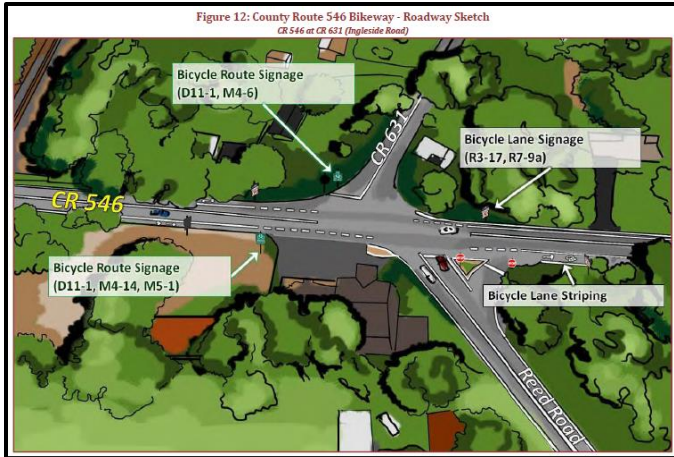 Figure 12: County Route 546 Bikeway - Roadway Sketch
CR 546 at CR 631 (Ingleside Road)
Bicycle Route Signage
(D11-1, M4-6)
CR 631
Bicycle Lane Signage
(R3-17, R7-9a)
CR 546
Bicycle Route Signage
(D11-1, M4-14, M5-1)
Bicycle Lane Striping
Reed Road